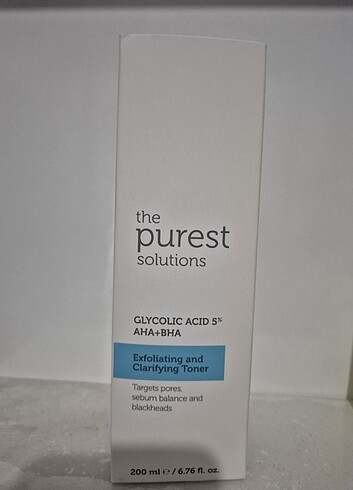 the
purest
solutions
GLYCOLIC ACID 5%
AHA+BHA
Exfoliating and
Clarifying Toner
Targets pores,
sebum balance and
blackheads
200 ml ℮ / 6.76 fl. oz.